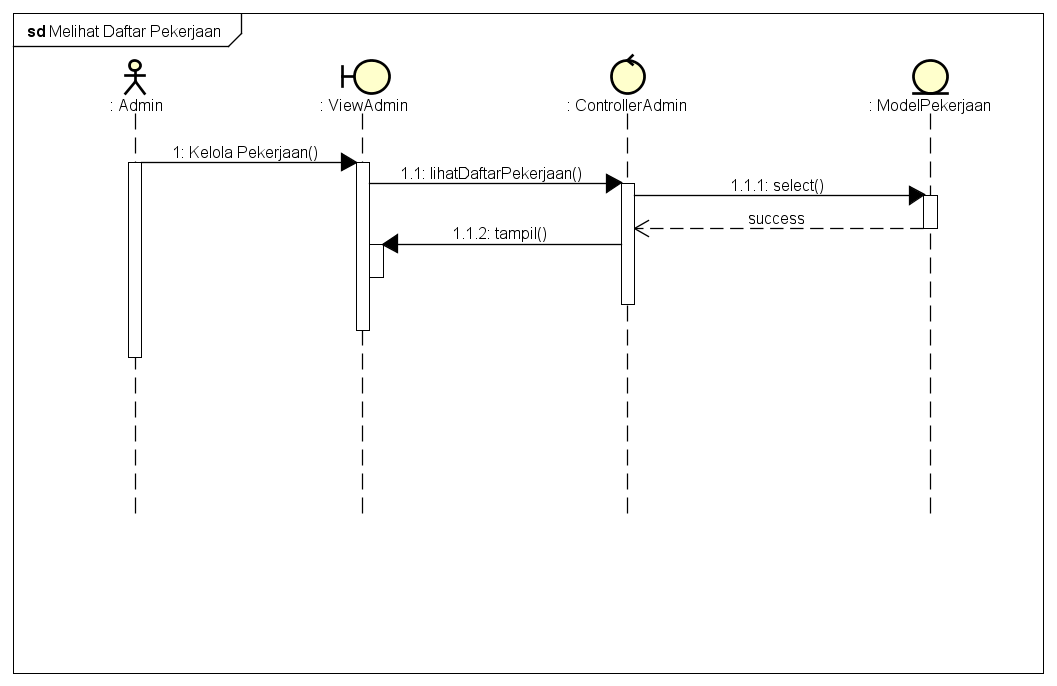 sd Melihat Daftar Pekerjaan
: Admin
: ViewAdmin
: ControllerAdmin
: ModelPekerjaan
1: Kelola Pekerjaan()
1.1: lihatDaftarPekerjaan()
1.1.1: select()
success
1.1.2: tampil()